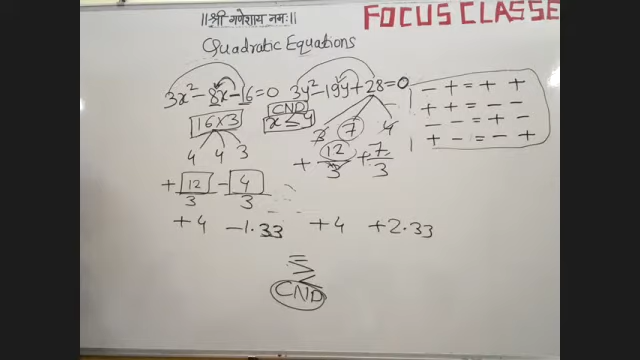 ||श्री गणेशाय नमः||
FOCUS CLASSE
Quadratic Equations
3x² - 8x - 16 = 0
3y² - 19y + 28 = 0
16 × 3
4 4 3
+ 12/3 - 4/3
+4 -1.33
CND
x ≤ 4
3 7 4
+ 12/3 + 7/3
+4 +2.33
CND
- + = + +
+ + = - -
- - = + -
+ - = - +